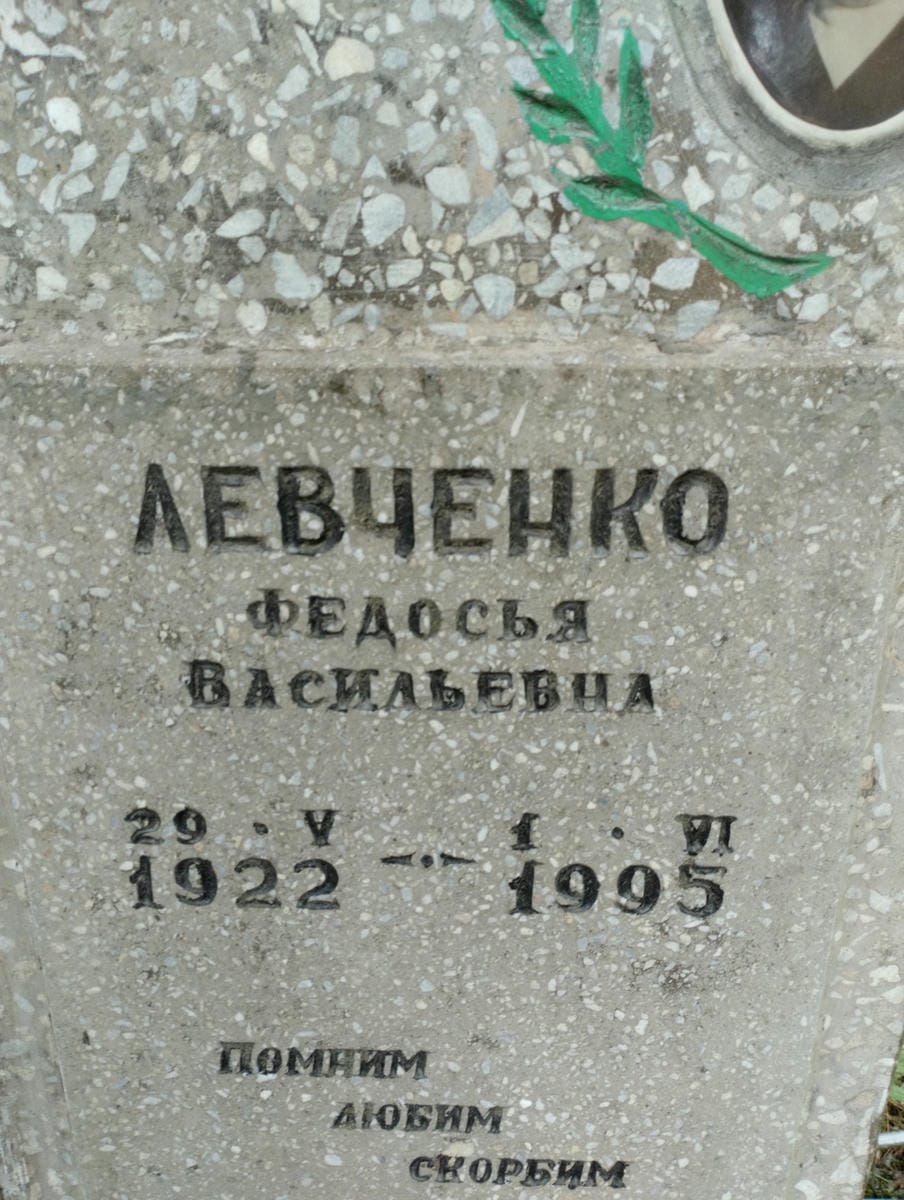 ЛЕВЧЕНКО
ФЕДОСЬЯ
ВАСИЛЬЕВНА
29 · V 1 · VI
1922 — · — 1995
ПОМНИМ
ЛЮБИМ
СКОРБИМ